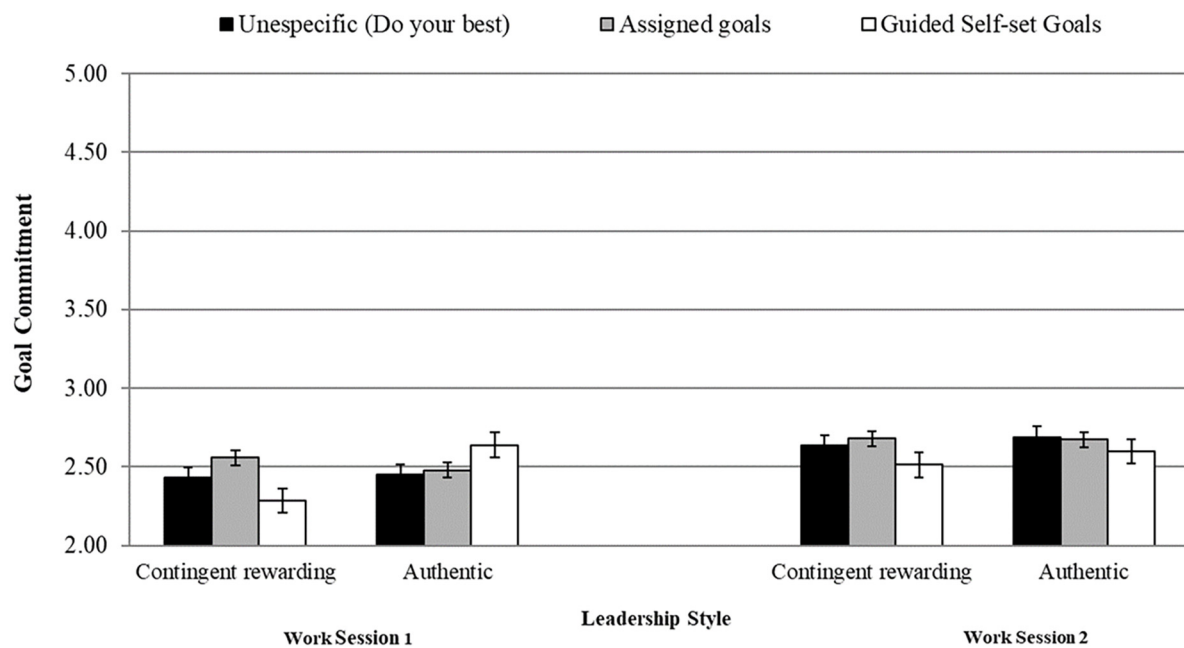 Unespecific (Do your best) Assigned goals Guided Self-set Goals
5.00
4.50
4.00
3.50
3.00
2.50
2.00
Goal Commitment
Contingent rewarding Authentic Contingent rewarding Authentic
Leadership Style
Work Session 1 Work Session 2